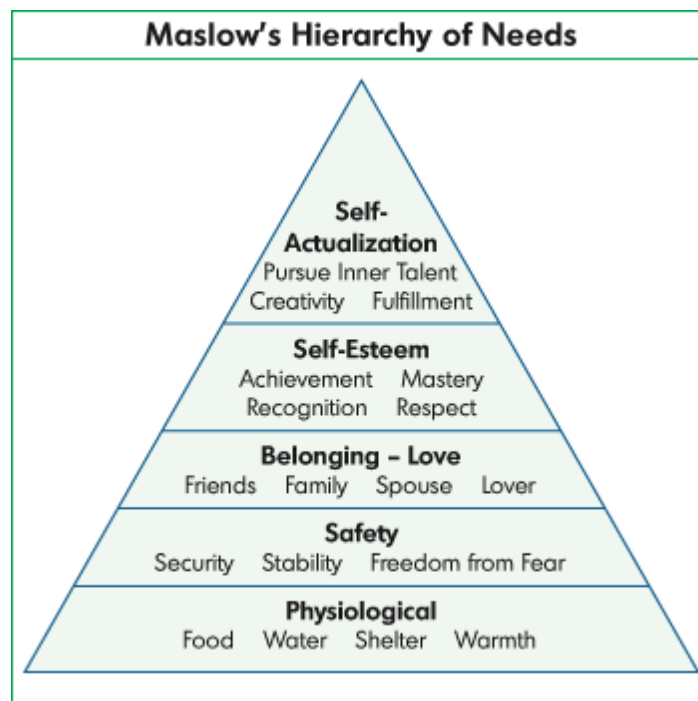 Maslow’s Hierarchy of Needs
Self-
Actualization
Pursue Inner Talent
Creativity Fulfillment
Self-Esteem
Achievement Mastery
Recognition Respect
Belonging – Love
Friends Family Spouse Lover
Safety
Security Stability Freedom from Fear
Physiological
Food Water Shelter Warmth